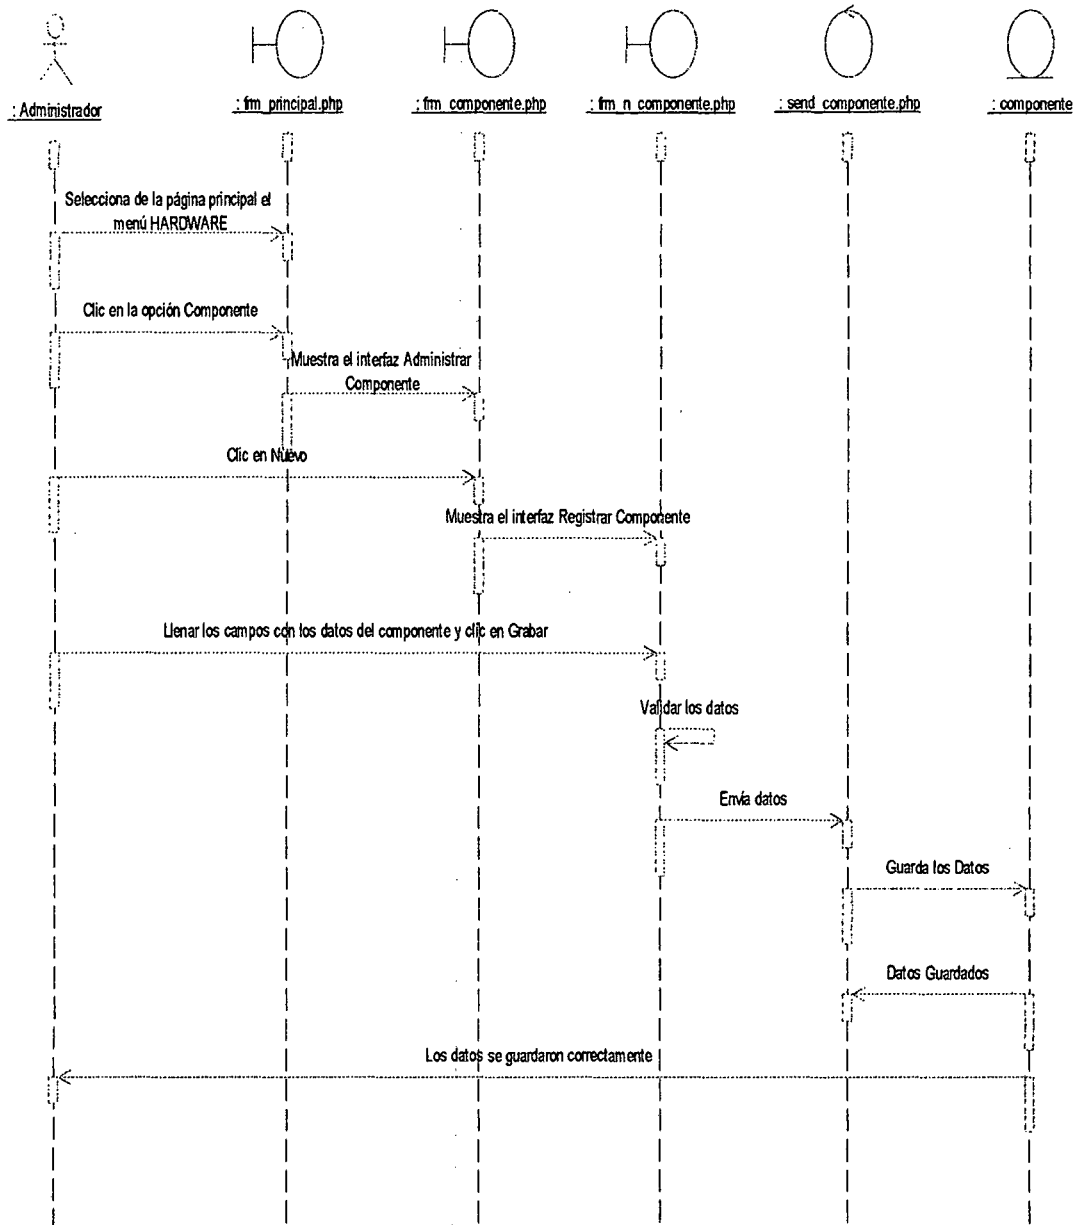 : Administrador
: frm_principal.php
: frm_componente.php
: frm_n_componente.php
: send_componente.php
: componente
Selecciona de la página principal el
menú HARDWARE
Clic en la opción Componente
Muestra el interfaz Administrar
Componente
Clic en Nuevo
Muestra el interfaz Registrar Componente
Llenar los campos con los datos del componente y clic en Grabar
Validar los datos
Envía datos
Guarda los Datos
Datos Guardados
Los datos se guardaron correctamente